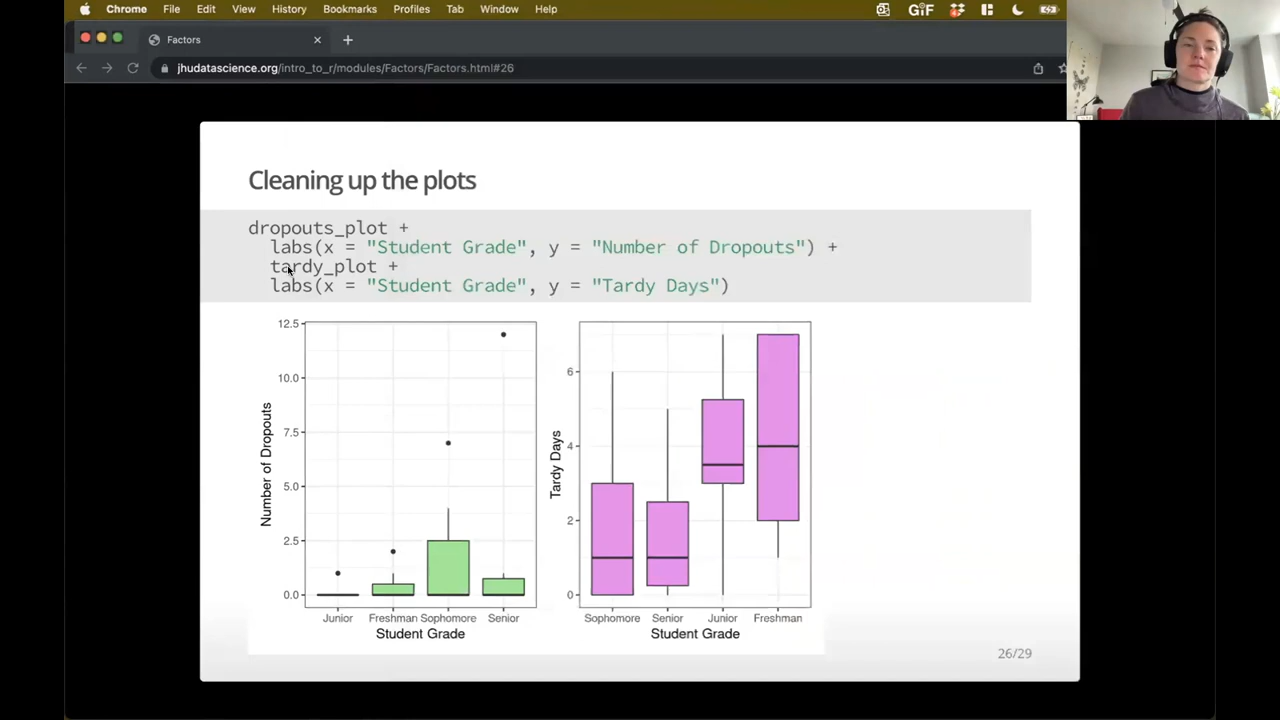 Chrome File Edit View History Bookmarks Profiles Tab Window Help GIF
Factors
jhudatascience.org/intro_to_r/modules/Factors/Factors.html#26
Cleaning up the plots
dropouts_plot +
labs(x = "Student Grade", y = "Number of Dropouts") +
tardy_plot +
labs(x = "Student Grade", y = "Tardy Days")
12.5
10.0
7.5
5.0
2.5
0.0
Number of Dropouts
Junior Freshman Sophomore Senior
Student Grade
6
4
2
0
Tardy Days
Sophomore Senior Junior Freshman
Student Grade
26/29